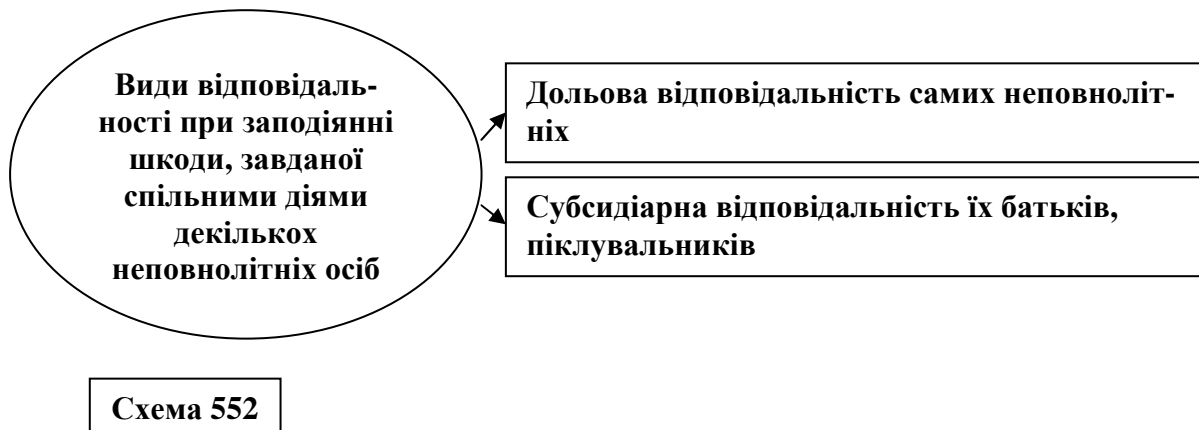 Види відповідаль-
ності при заподіянні
шкоди, завданої
спільними діями
декількох
неповнолітніх осіб
Дольова відповідальність самих неповноліт-
ніх
Субсидіарна відповідальність їх батьків,
піклувальників
Схема 552